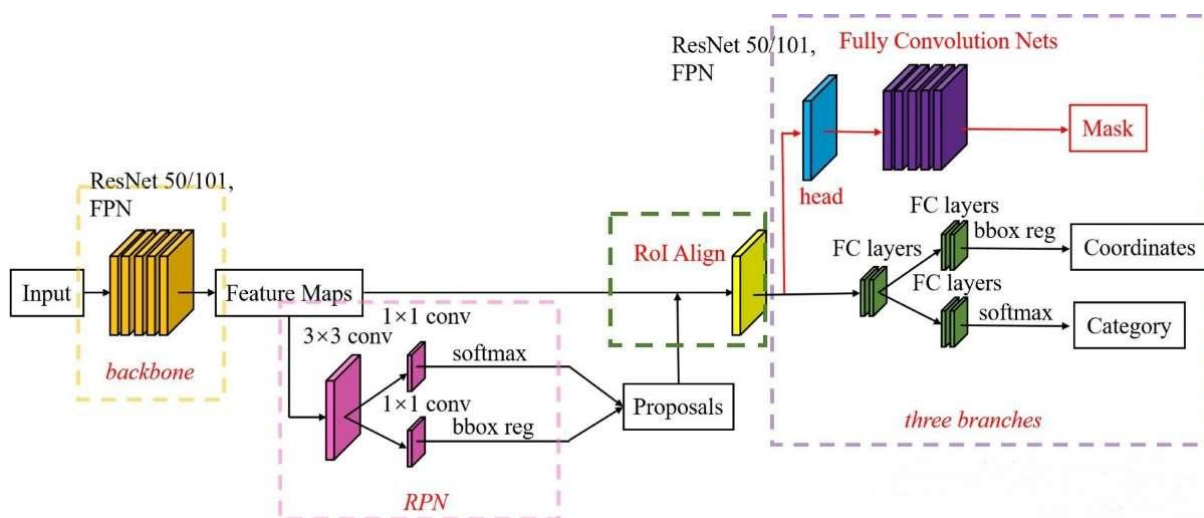 ResNet 50/101,
FPN
Fully Convolution Nets
Mask
head
ResNet 50/101,
FPN
Input
backbone
Feature Maps
RoI Align
FC layers
FC layers
bbox reg
Coordinates
FC layers
softmax
Category
three branches
3×3 conv
1×1 conv
softmax
1×1 conv
bbox reg
Proposals
RPN